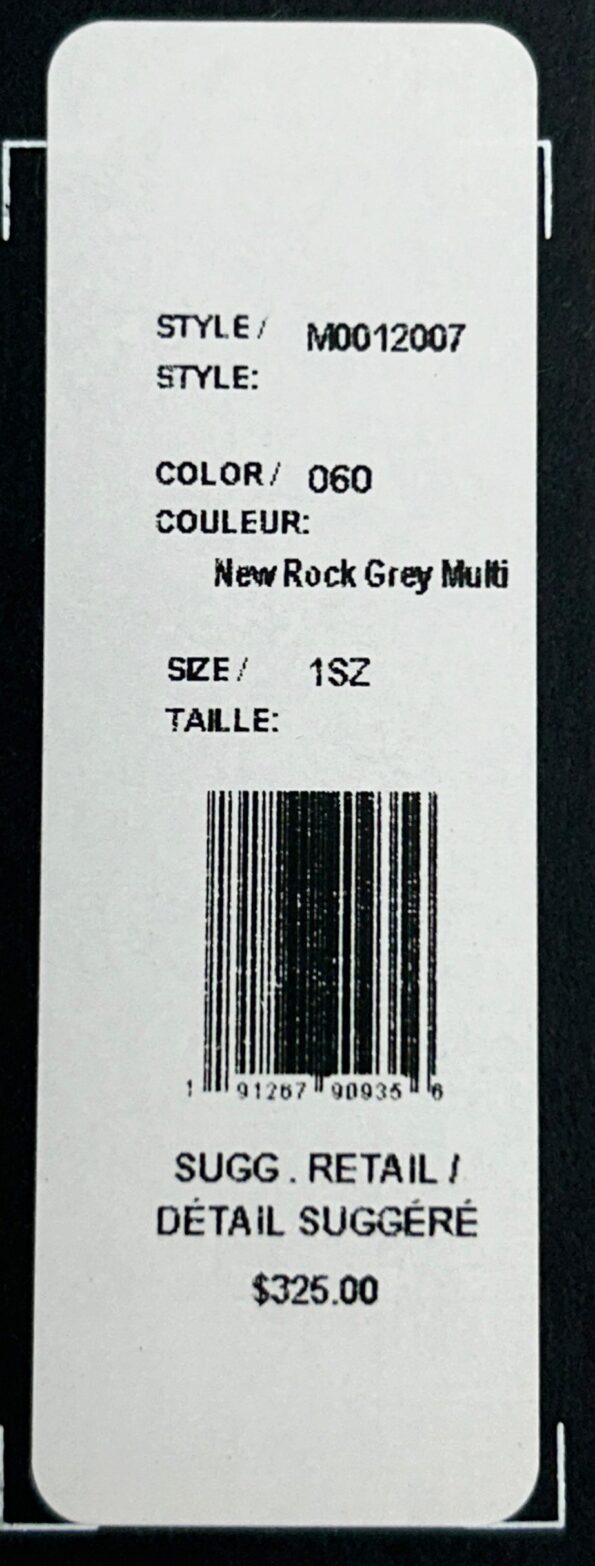 STYLE / M0012007
STYLE:
COLOR / 060
COULEUR:
New Rock Grey Multi
SIZE / 1SZ
TAILLE:
1 91267 90935 6
SUGG. RETAIL /
DÉTAIL SUGGÉRÉ
$325.00